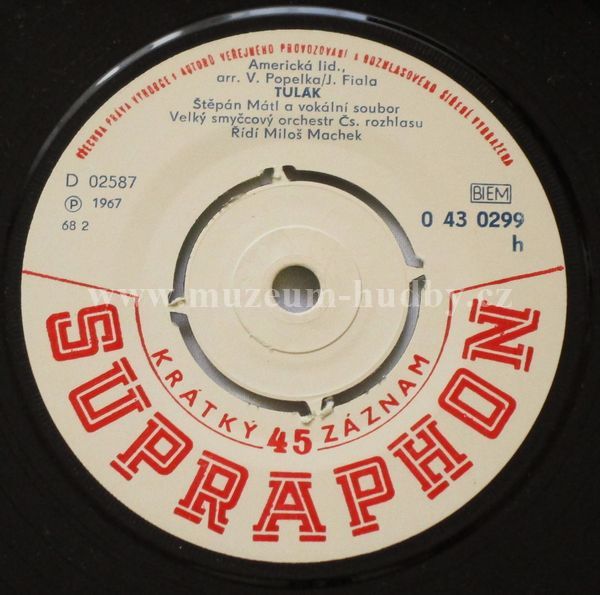 VŠECHNA PRÁVA VÝROBCE I AUTORŮ VEŘEJNÉHO PROVOZOVÁNÍ A ROZHLASOVÉHO ŠÍŘENÍ VYHRAŽENA
Americká lid.,
arr. V. Popelka/J. Fiala
TULÁK
Štěpán Mátl a vokální soubor
Velký smyčcový orchestr Čs. rozhlasu
Řídí Miloš Machek
D 02587
Ⓟ 1967
68 2
BIEM
0 43 0299
h
www.muzeum-hudby.cz
KRÁTKÝ 45 ZÁZNAM
SUPRAPHON